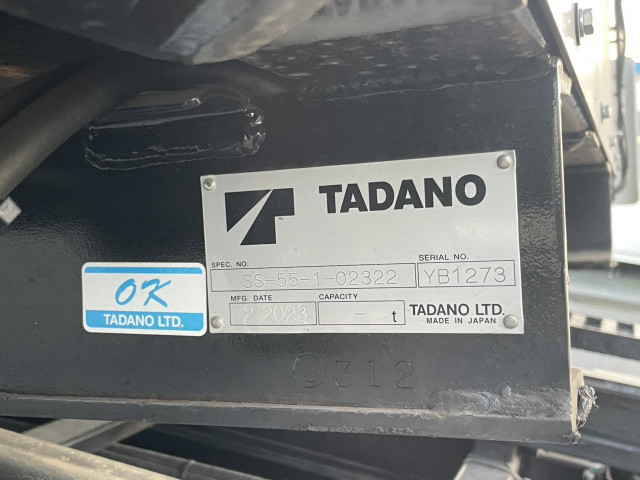 TADANO
SPEC. NO.
SERIAL NO.
SS-55-1-02322
YB1273
MFG. DATE
CAPACITY
2 2023
- t
TADANO LTD.
MADE IN JAPAN
OK
TADANO LTD.
0312